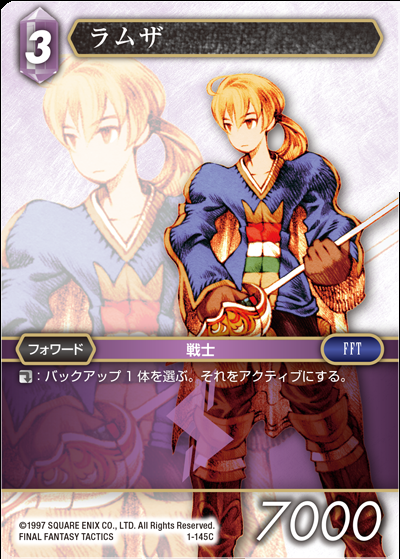 3
ラムザ
フォワード
戦士
FFT
:バックアップ1体を選ぶ。それをアクティブにする。
©1997 SQUARE ENIX CO., LTD. All Rights Reserved.
FINAL FANTASY TACTICS
1-145C
7000